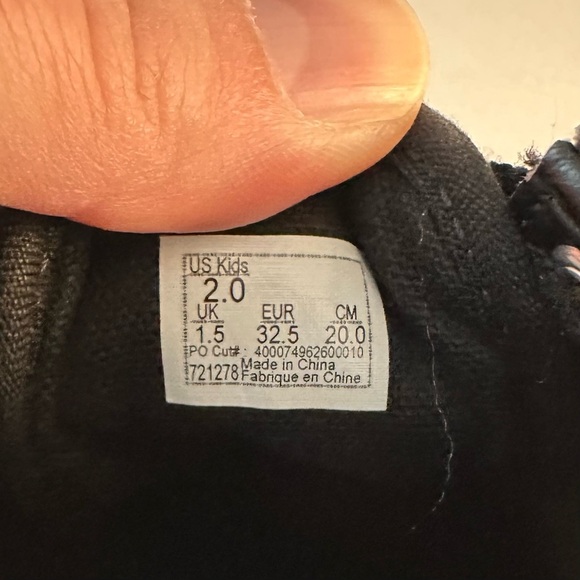 US Kids
2.0
UK EUR CM
1.5 32.5 20.0
PO Cut# : 400074962600010
721278 Made in China
Fabrique en Chine